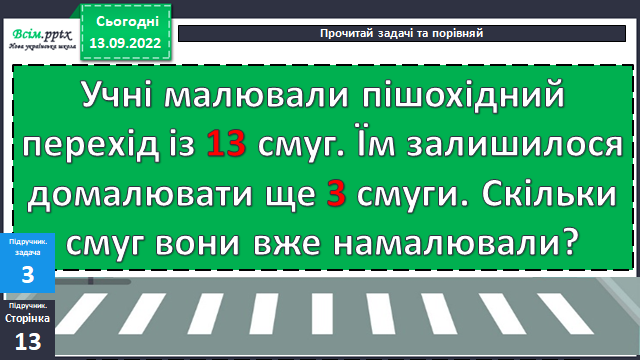 Всім.pptx
Нова українська школа
Сьогодні
13.09.2022
Прочитай задачі та порівняй
Учні малювали пішохідний
перехід із 13 смуг. Їм залишилося
домалювати ще 3 смуги. Скільки
смуг вони вже намалювали?
Підручник.
задача
3
Підручник.
Сторінка
13